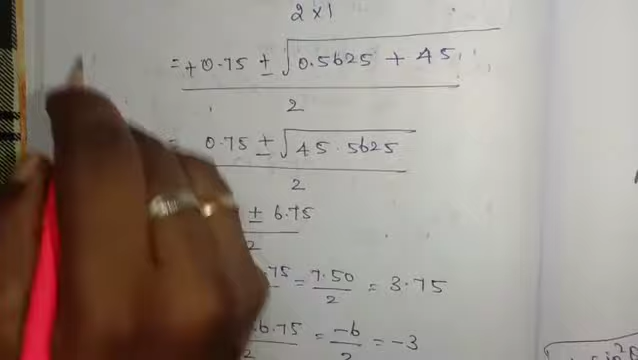 2 × 1
= + 0.75 ± √0.5625 + 45
2
= 0.75 ± √45.5625
2
± 6.75
2
.75 = 7.50/2 = 3.75
6.75/2 = -6/2 = -3